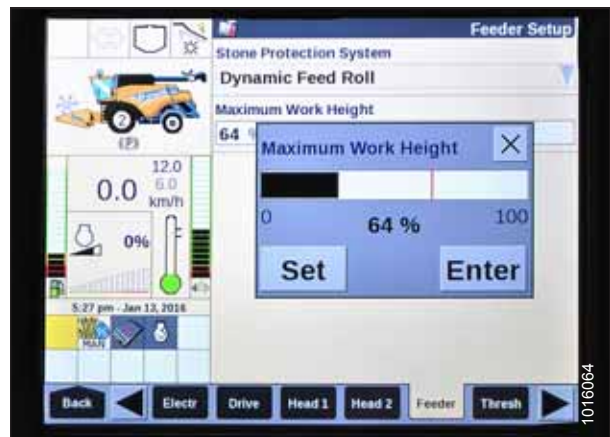 Feeder Setup
Stone Protection System
Dynamic Feed Roll
Maximum Work Height
64 %
Maximum Work Height
0
64 %
100
Set
Enter
2
(P)
12.0
0.0
6.0
km/h
0%
5:27 pm - Jan 13, 2016
MAN
Back
Electr
Drive
Head 1
Head 2
Feeder
Thresh
1016064